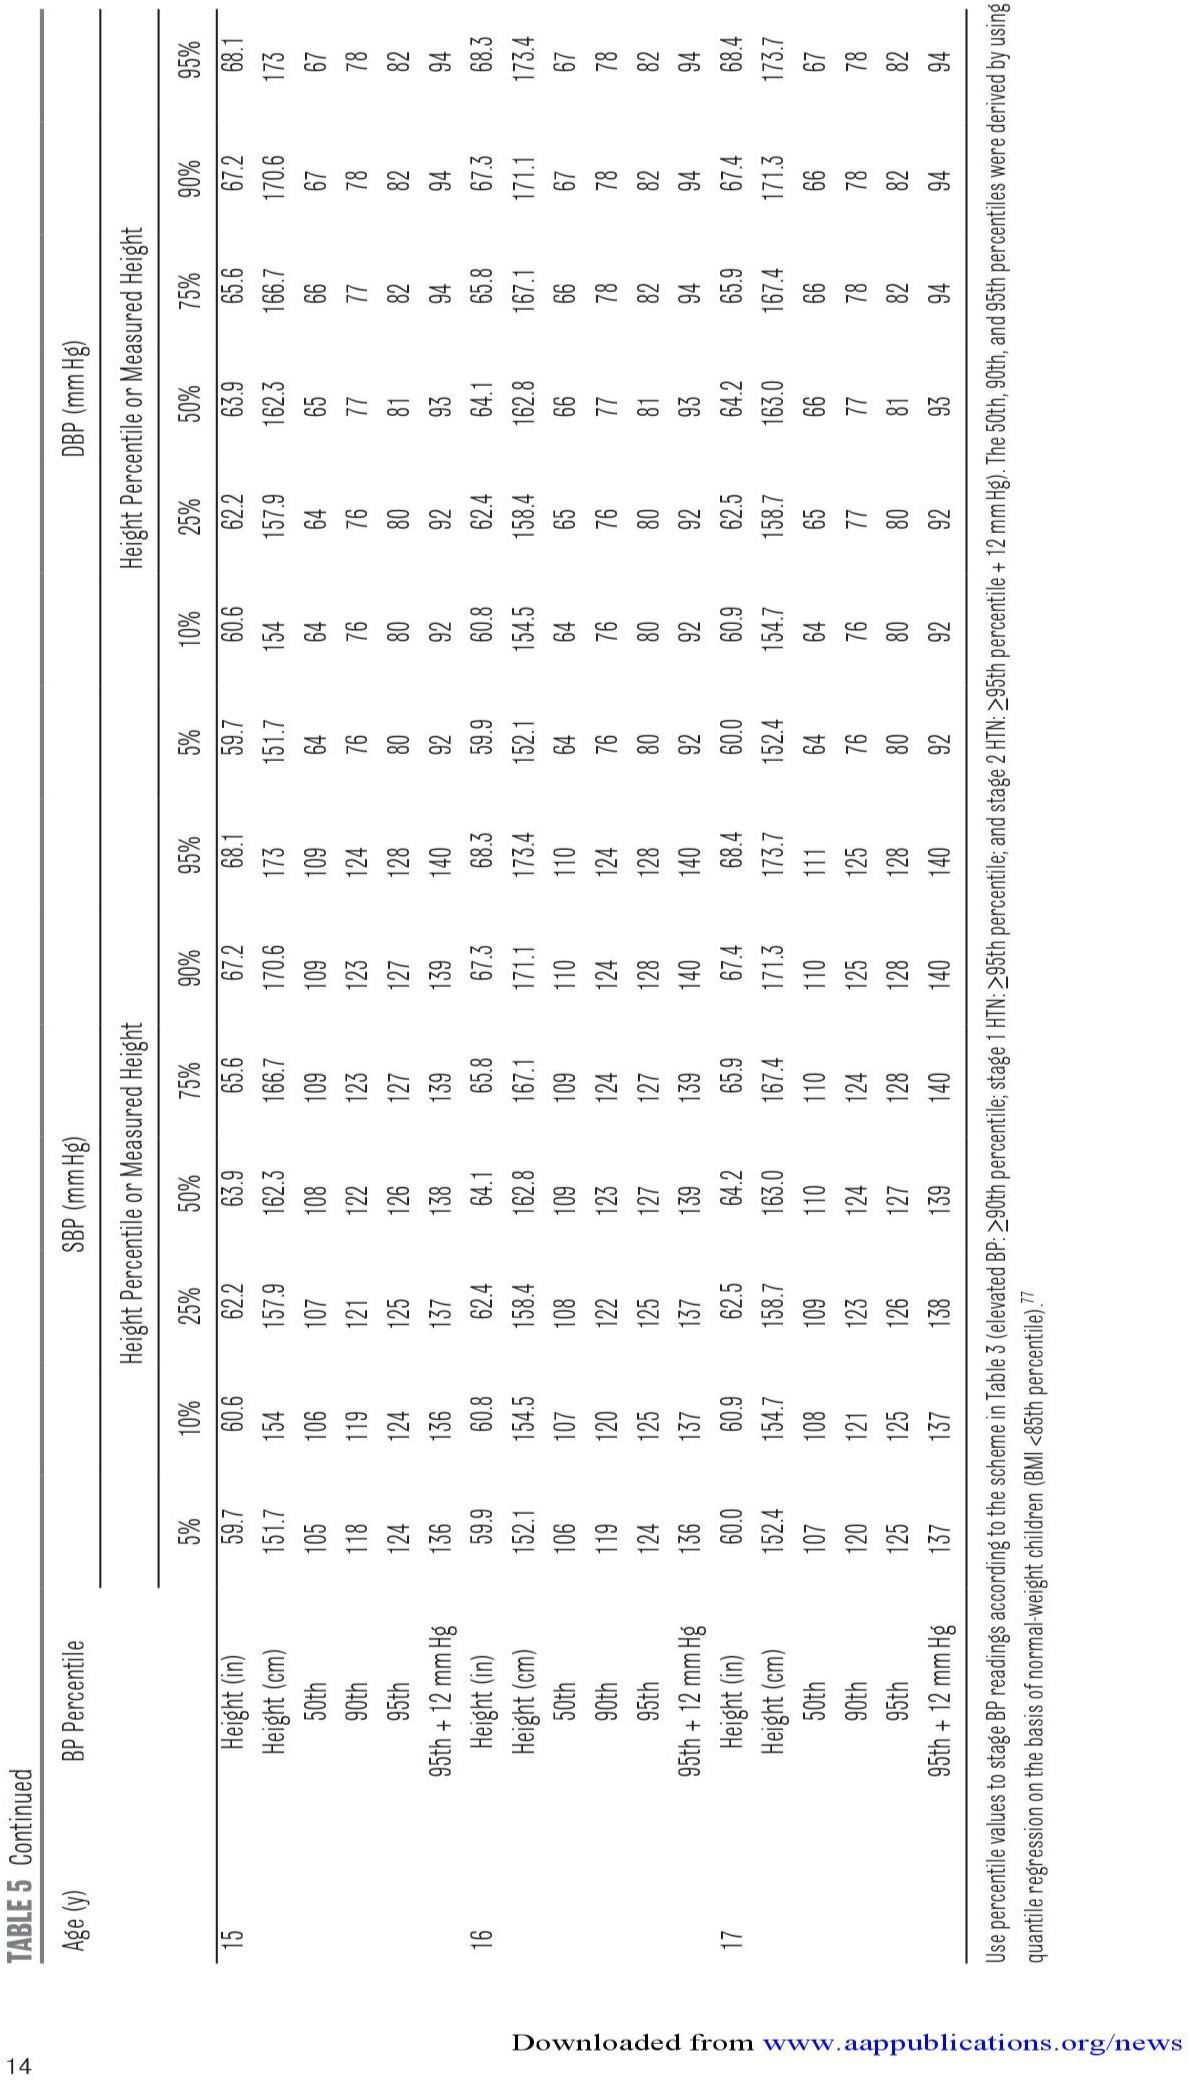 TABLE 5 Continued
Age (y) BP Percentile SBP (mm Hg) DBP (mm Hg)
Height Percentile or Measured Height Height Percentile or Measured Height
5% 10% 25% 50% 75% 90% 95% 5% 10% 25% 50% 75% 90% 95%
15 Height (in) 59.7 60.6 62.2 63.9 65.6 67.2 68.1 59.7 60.6 62.2 63.9 65.6 67.2 68.1
Height (cm) 151.7 154 157.9 162.3 166.7 170.6 173 151.7 154 157.9 162.3 166.7 170.6 173
50th 105 106 107 108 109 109 109 64 64 64 65 66 67 67
90th 118 119 121 122 123 123 124 76 76 76 77 77 78 78
95th 124 124 125 126 127 127 128 80 80 80 81 82 82 82
95th + 12 mm Hg 136 136 137 138 139 139 140 92 92 92 93 94 94 94
16 Height (in) 59.9 60.8 62.4 64.1 65.8 67.3 68.3 59.9 60.8 62.4 64.1 65.8 67.3 68.3
Height (cm) 152.1 154.5 158.4 162.8 167.1 171.1 173.4 152.1 154.5 158.4 162.8 167.1 171.1 173.4
50th 106 107 108 109 109 110 110 64 64 65 66 66 67 67
90th 119 120 122 123 124 124 124 76 76 76 77 78 78 78
95th 124 125 125 127 127 128 128 80 80 80 81 82 82 82
95th + 12 mm Hg 136 137 137 139 139 140 140 92 92 92 93 94 94 94
17 Height (in) 60.0 60.9 62.5 64.2 65.9 67.4 68.4 60.0 60.9 62.5 64.2 65.9 67.4 68.4
Height (cm) 152.4 154.7 158.7 163.0 167.4 171.3 173.7 152.4 154.7 158.7 163.0 167.4 171.3 173.7
50th 107 108 109 110 110 110 111 64 64 65 66 66 66 67
90th 120 121 123 124 124 125 125 76 76 77 77 78 78 78
95th 125 125 126 127 128 128 128 80 80 80 81 82 82 82
95th + 12 mm Hg 137 137 138 139 140 140 140 92 92 92 93 94 94 94
Use percentile values to stage BP readings according to the scheme in Table 3 (elevated BP: ≥90th percentile; stage 1 HTN: ≥95th percentile; and stage 2 HTN: ≥95th percentile + 12 mm Hg). The 50th, 90th, and 95th percentiles were derived by using
quantile regression on the basis of normal-weight children (BMI <85th percentile).77
Downloaded from www.aappublications.org/news
14